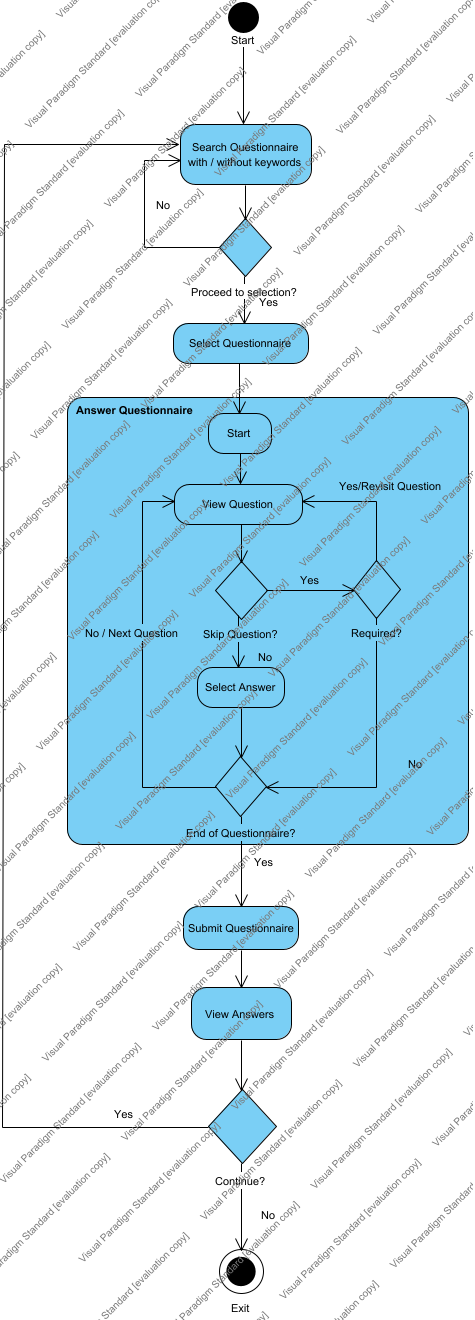 Start
Search Questionnaire
with / without keywords
No
Proceed to selection?
Yes
Select Questionnaire
Answer Questionnaire
Start
Yes/Revisit Question
View Question
Yes
No / Next Question
Skip Question?
Required?
No
Select Answer
No
End of Questionnaire?
Yes
Submit Questionnaire
View Answers
Yes
Continue?
No
Exit
Visual Paradigm Standard [evaluation copy]